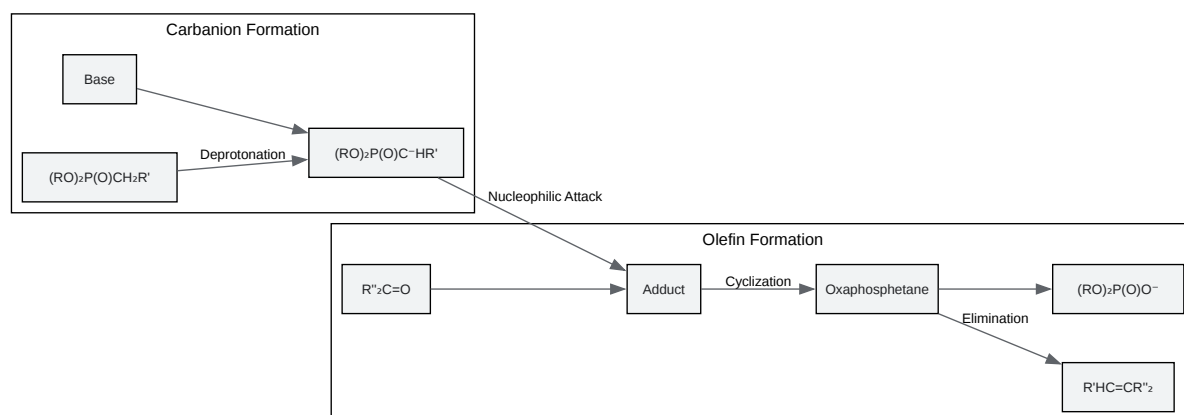 Carbanion Formation
Base
Deprotonation
(RO)₂P(O)CH₂R'
(RO)₂P(O)C⁻HR'
Nucleophilic Attack
Olefin Formation
R"₂C=O
Adduct
Cyclization
Oxaphosphetane
(RO)₂P(O)O⁻
Elimination
R'HC=CR"₂